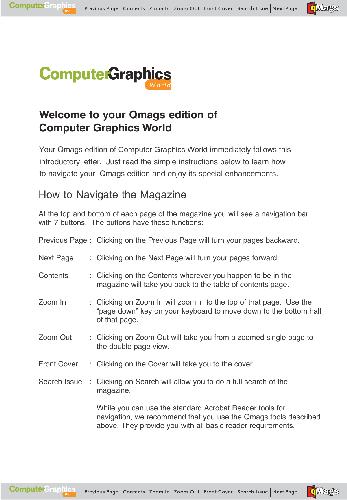 ComputerGraphics World Previous Page Contents Zoom In Zoom Out Front Cover Search Issue Next Page Qmags
ComputerGraphics
World
Welcome to your Qmags edition of
Computer Graphics World
Your Qmags edition of Computer Graphics World immediately follows this
introductory letter. Just read the simple instructions below to learn how
to navigate your Qmags edition and enjoy its special enhancements.
How to Navigate the Magazine
At the top and bottom of each page of the magazine you will see a navigation bar
with 7 buttons. The buttons have these functions:
Previous Page : Clicking on the Previous Page will turn your pages backward.
Next Page : Clicking on the Next Page will turn your pages forward.
Contents : Clicking on the Contents wherever you happen to be in the
magazine will take you back to the table of contents page.
Zoom In : Clicking on Zoom In will zoom in to the top of that page. Use the
"page down" key on your keyboard to move down to the bottom half
of that page.
Zoom Out : Clicking on Zoom Out will take you from a zoomed single page to
the double page view.
Front Cover : Clicking on the Cover will take you to the cover.
Search Issue : Clicking on Search will allow you to do a full search of the
magazine.
While you can use the standard Acrobat Reader tools for
navigation, we recommend that you use the Qmags tools described
above. They provide you with all basic reader requirements.
ComputerGraphics World Previous Page Contents Zoom In Zoom Out Front Cover Search Issue Next Page Qmags